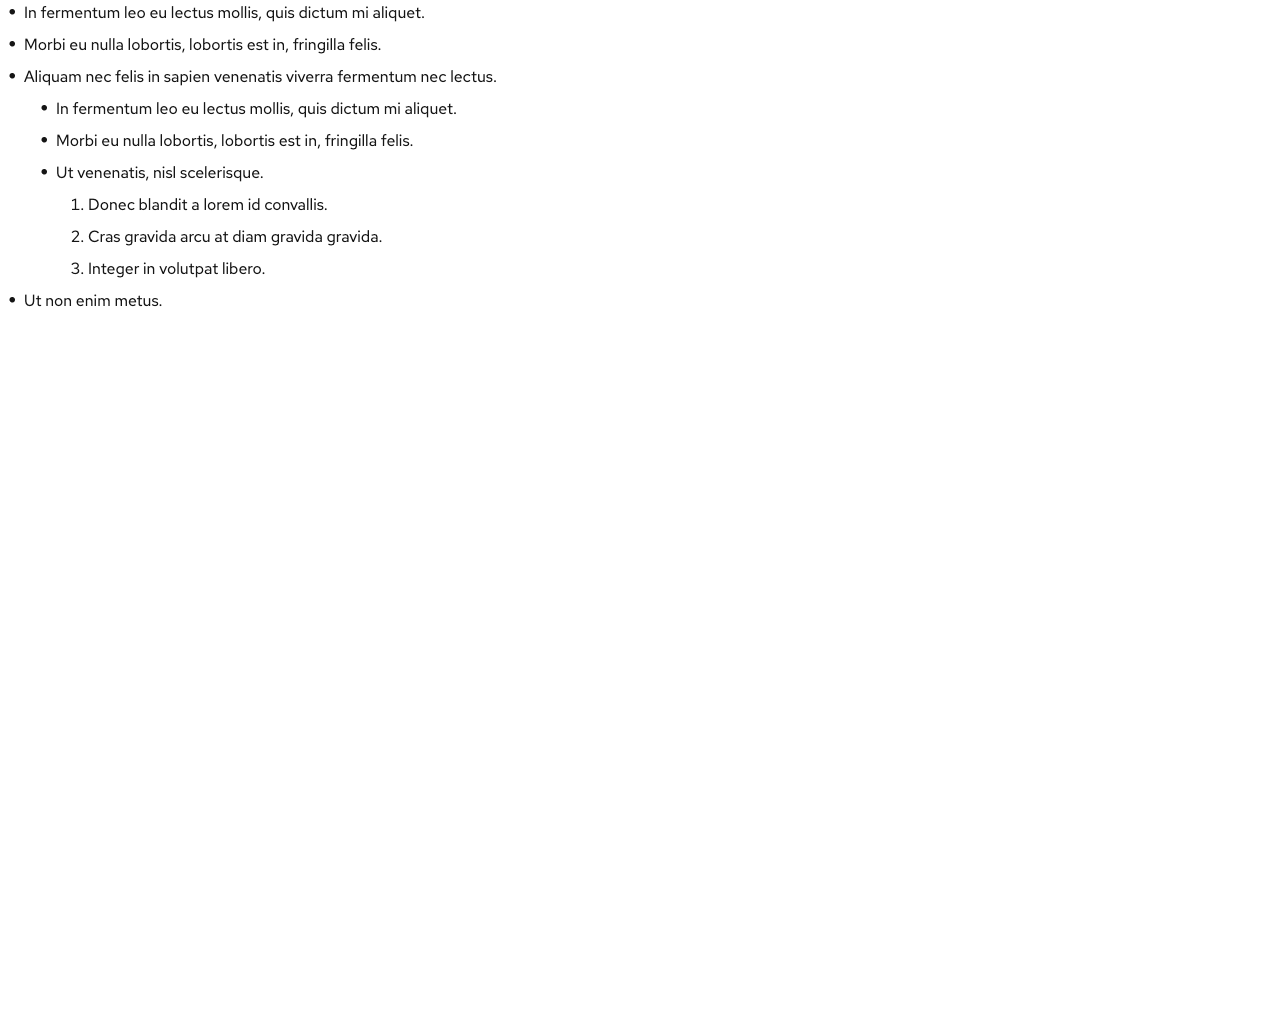 • In fermentum leo eu lectus mollis, quis dictum mi aliquet.
• Morbi eu nulla lobortis, lobortis est in, fringilla felis.
• Aliquam nec felis in sapien venenatis viverra fermentum nec lectus.
• In fermentum leo eu lectus mollis, quis dictum mi aliquet.
• Morbi eu nulla lobortis, lobortis est in, fringilla felis.
• Ut venenatis, nisl scelerisque.
1. Donec blandit a lorem id convallis.
2. Cras gravida arcu at diam gravida gravida.
3. Integer in volutpat libero.
• Ut non enim metus.